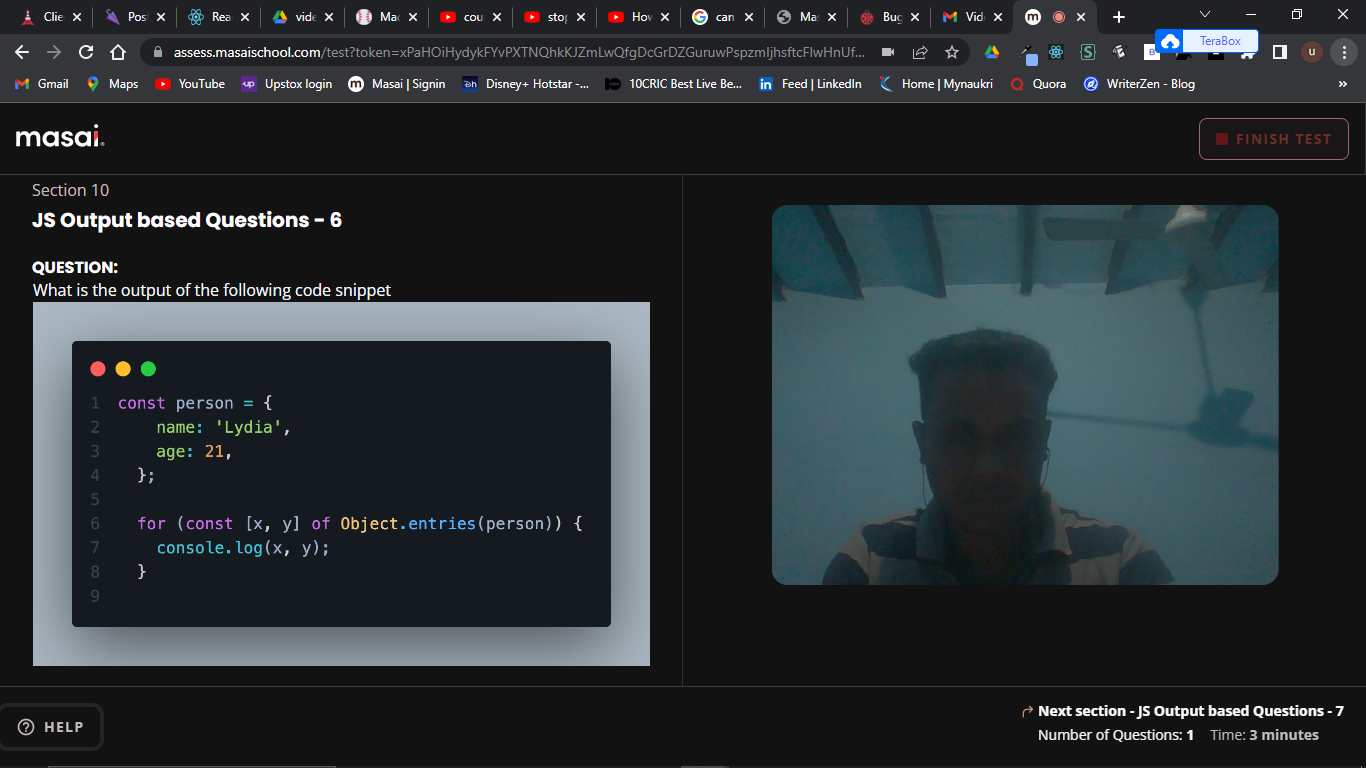 Clie
Post
Rea
vide
Mac
cou
stop
How
can
Mas
Bug
Vid
m
assess.masaischool.com/test?token=xPaHOiHydykFYvPXTNQhkKJZmLwQfgDcGrDZGuruwPspzmIjhsftcFlwHnUf...
TeraBox
Gmail
Maps
YouTube
up Upstox login
m Masai | Signin
Disney+ Hotstar -...
10CRIC Best Live Be...
in Feed | LinkedIn
Home | Mynaukri
Quora
WriterZen - Blog
»
masai.
FINISH TEST
Section 10
JS Output based Questions - 6
QUESTION:
What is the output of the following code snippet
1 const person = {
2 name: 'Lydia',
3 age: 21,
4 };
5
6 for (const [x, y] of Object.entries(person)) {
7 console.log(x, y);
8 }
9
HELP
Next section - JS Output based Questions - 7
Number of Questions: 1 Time: 3 minutes